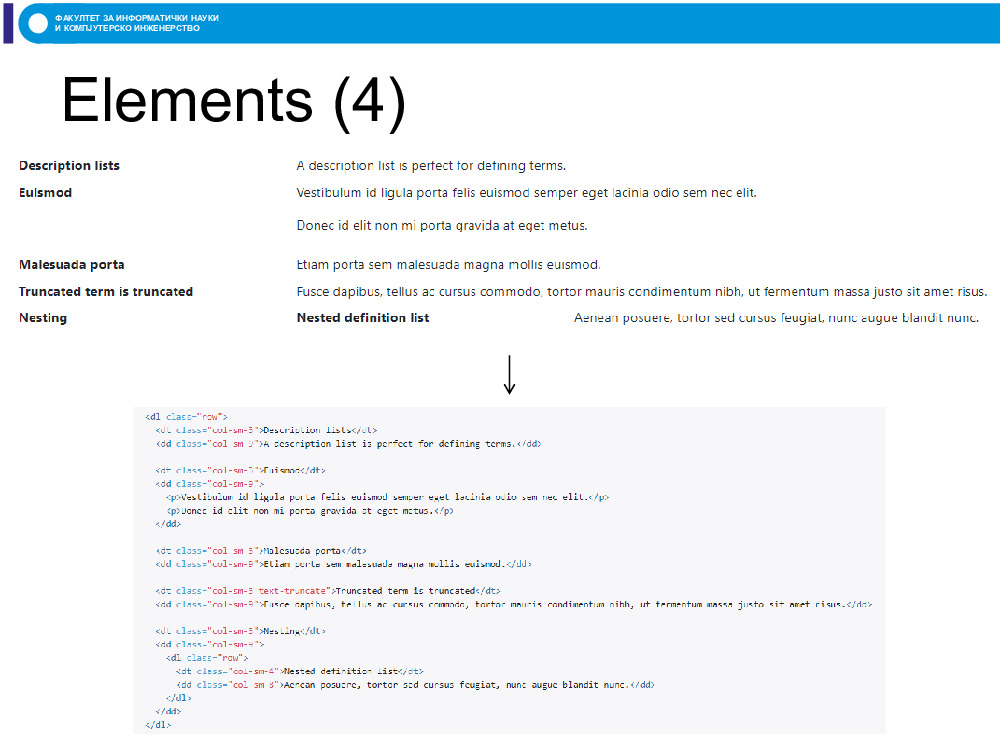 ФАКУЛТЕТ ЗА ИНФОРМАТИЧКИ НАУКИ
И КОМПЈУТЕРСКО ИНЖЕНЕРСТВО
Elements (4)
Description lists A description list is perfect for defining terms.
Euismod Vestibulum id ligula porta felis euismod semper eget lacinia odio sem nec elit.
Donec id elit non mi porta gravida at eget metus.
Malesuada porta Etiam porta sem malesuada magna mollis euismod.
Truncated term is truncated Fusce dapibus, tellus ac cursus commodo, tortor mauris condimentum nibh, ut fermentum massa justo sit amet risus.
Nesting Nested definition list Aenean posuere, tortor sed cursus feugiat, nunc augue blandit nunc.
<dl class="row">
<dt class="col-sm-3">Description lists</dt>
<dd class="col-sm-9">A description list is perfect for defining terms.</dd>
<dt class="col-sm-3">Euismod</dt>
<dd class="col-sm-9">
<p>Vestibulum id ligula porta felis euismod semper eget lacinia odio sem nec elit.</p>
<p>Donec id elit non mi porta gravida at eget metus.</p>
</dd>
<dt class="col-sm-3">Malesuada porta</dt>
<dd class="col-sm-9">Etiam porta sem malesuada magna mollis euismod.</dd>
<dt class="col-sm-3 text-truncate">Truncated term is truncated</dt>
<dd class="col-sm-9">Fusce dapibus, tellus ac cursus commodo, tortor mauris condimentum nibh, ut fermentum massa justo sit amet risus.</dd>
<dt class="col-sm-3">Nesting</dt>
<dd class="col-sm-9">
<dl class="row">
<dt class="col-sm-4">Nested definition list</dt>
<dd class="col-sm-8">Aenean posuere, tortor sed cursus feugiat, nunc augue blandit nunc.</dd>
</dl>
</dd>
</dl>